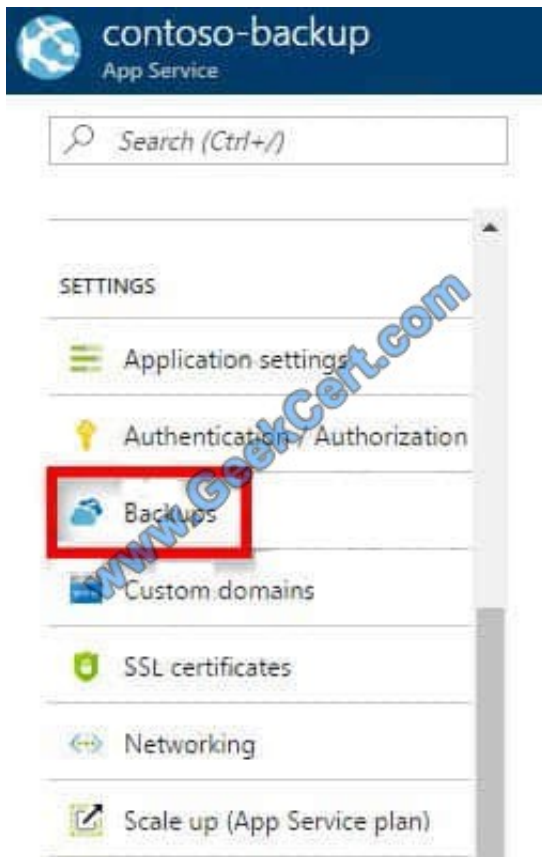 contoso-backup
App Service
Search (Ctrl+/)
SETTINGS
Application settings
Authentication / Authorization
Backups
Custom domains
SSL certificates
Networking
Scale up (App Service plan)
www.GeekCert.com